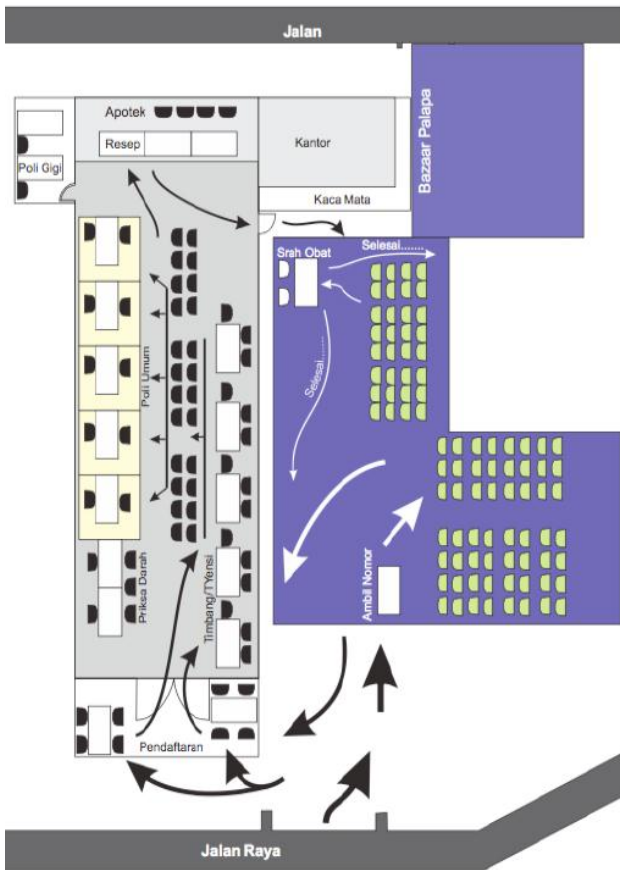 Jalan
Bazaar Palapa
Apotek
Resep
Kantor
Poli Gigi
Kaca Mata
Srah Obat
Selesai.......
Selesai.......
Poli Umum
Priksa Darah
Timbang/TYensi
Ambil Nomor
Pendaftaran
Jalan Raya